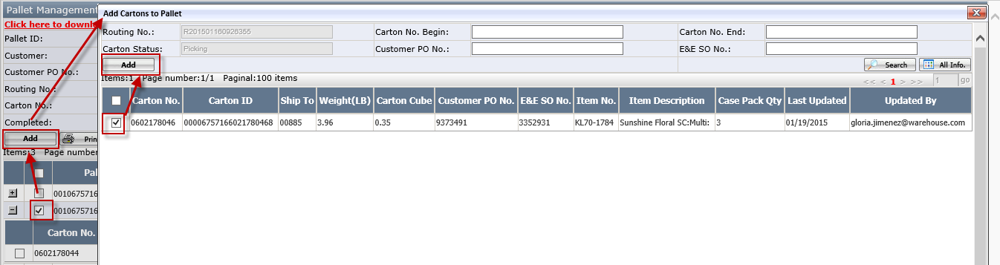 Pallet Management
Click here to downl
Pallet ID:
Customer:
Customer PO No.:
Routing No.:
Carton No.:
Completed:
Add Prin
Items:3 Page number
Pal
0010675716
0010675716
Carton No.
0602178044
Add Cartons to Pallet
Routing No.: R201501160926355 Carton No. Begin: Carton No. End:
Carton Status: Picking Customer PO No.: E&E SO No.:
Add Search All Info.
Items:1 Page number:1/1 Paginal:100 items << < 1 > >> 1 go
Carton No. Carton ID Ship To Weight(LB) Carton Cube Customer PO No. E&E SO No. Item No. Item Description Case Pack Qty Last Updated Updated By
0602178046 00006757166021780468 00885 3.96 0.35 9373491 3352931 KL70-1784 Sunshine Floral SC:Multi: 3 01/19/2015 gloria.jimenez@warehouse.com